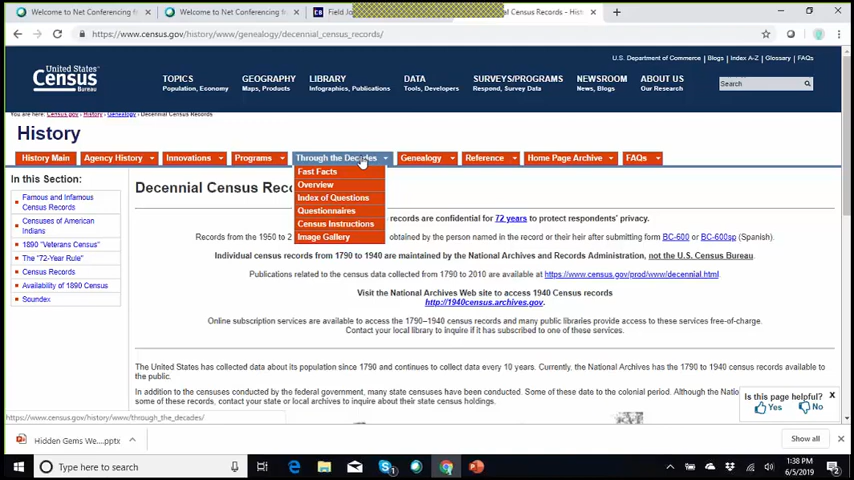 Welcome to Net Conferencing fr
Welcome to Net Conferencing fr
Field Jo
al Census Records - Hist
https://www.census.gov/history/www/genealogy/decennial_census_records/
U.S. Department of Commerce | Blogs | Index A-Z | Glossary | FAQs
United States®
Census
Bureau
TOPICS
Population, Economy
GEOGRAPHY
Maps, Products
LIBRARY
Infographics, Publications
DATA
Tools, Developers
SURVEYS/PROGRAMS
Respond, Survey Data
NEWSROOM
News, Blogs
ABOUT US
Our Research
Search
You are here: Census.gov › History › Genealogy › Decennial Census Records
History
History Main
Agency History
Innovations
Programs
Through the Decades
Genealogy
Reference
Home Page Archive
FAQs
Fast Facts
Overview
Index of Questions
Questionnaires
Census Instructions
Image Gallery
In this Section:
Famous and Infamous
Census Records
Censuses of American
Indians
1890 "Veterans Census"
The "72-Year Rule"
Census Records
Availability of 1890 Census
Soundex
Decennial Census Reco
records are confidential for 72 years to protect respondents' privacy.
Records from the 1950 to 2
obtained by the person named in the record or their heir after submitting form BC-600 or BC-600sp (Spanish).
Individual census records from 1790 to 1940 are maintained by the National Archives and Records Administration, not the U.S. Census Bureau.
Publications related to the census data collected from 1790 to 2010 are available at https://www.census.gov/prod/www/decennial.html.
Visit the National Archives Web site to access 1940 Census records
http://1940census.archives.gov.
Online subscription services are available to access the 1790–1940 census records and many public libraries provide access to these services free-of-charge.
Contact your local library to inquire if it has subscribed to one of these services.
The United States has collected data about its population since 1790 and continues to collect data every 10 years. Currently, the National Archives has the 1790 to 1940 census records available to
the public.
In addition to the censuses conducted by the federal government, many state censuses have been conducted. Some of these date to the colonial period. Although the Na
some of these records, contact your state or local archives to inquire about their state census holdings.
Is this page helpful? X
Yes
No
https://www.census.gov/history/www/through_the_decades/
Hidden Gems We....pptx
Show all
Type here to search
1:38 PM
6/5/2019
2